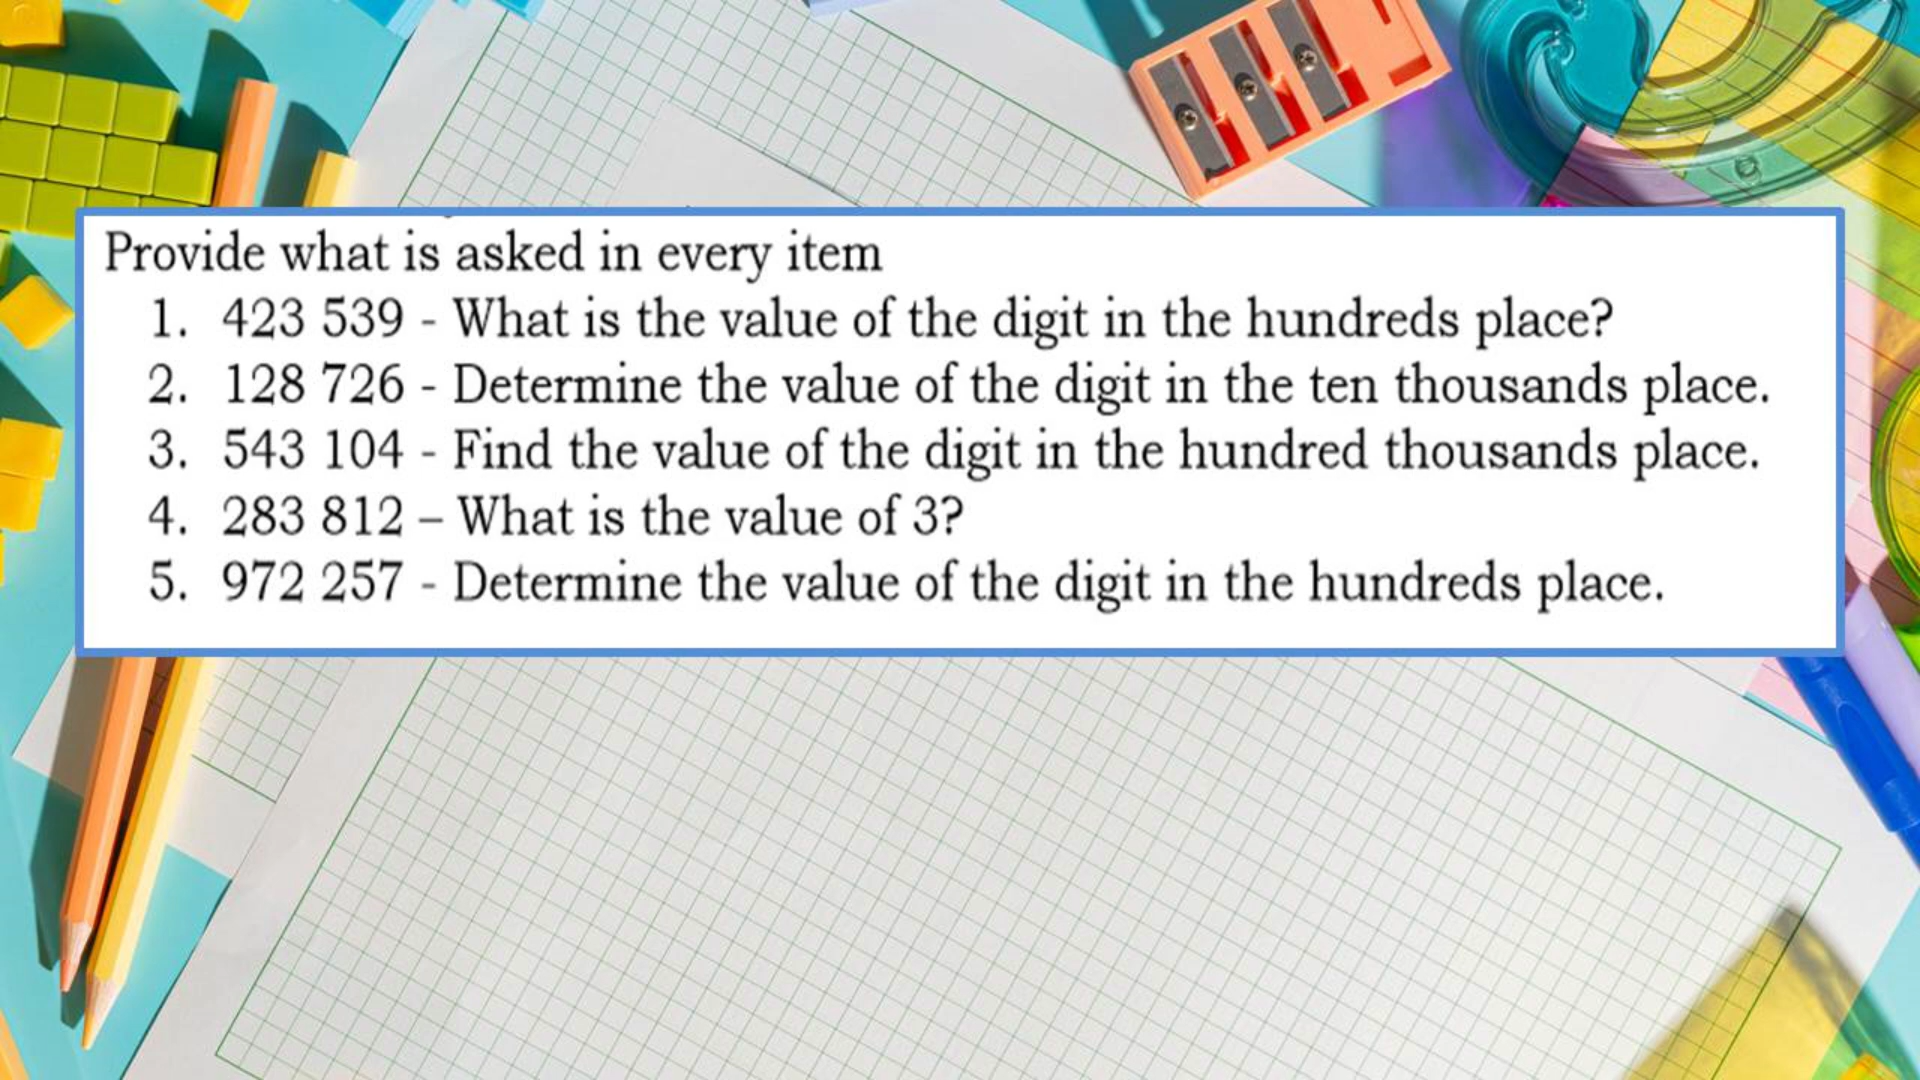 Provide what is asked in every item
1. 423 539 - What is the value of the digit in the hundreds place?
2. 128 726 - Determine the value of the digit in the ten thousands place.
3. 543 104 - Find the value of the digit in the hundred thousands place.
4. 283 812 – What is the value of 3?
5. 972 257 - Determine the value of the digit in the hundreds place.